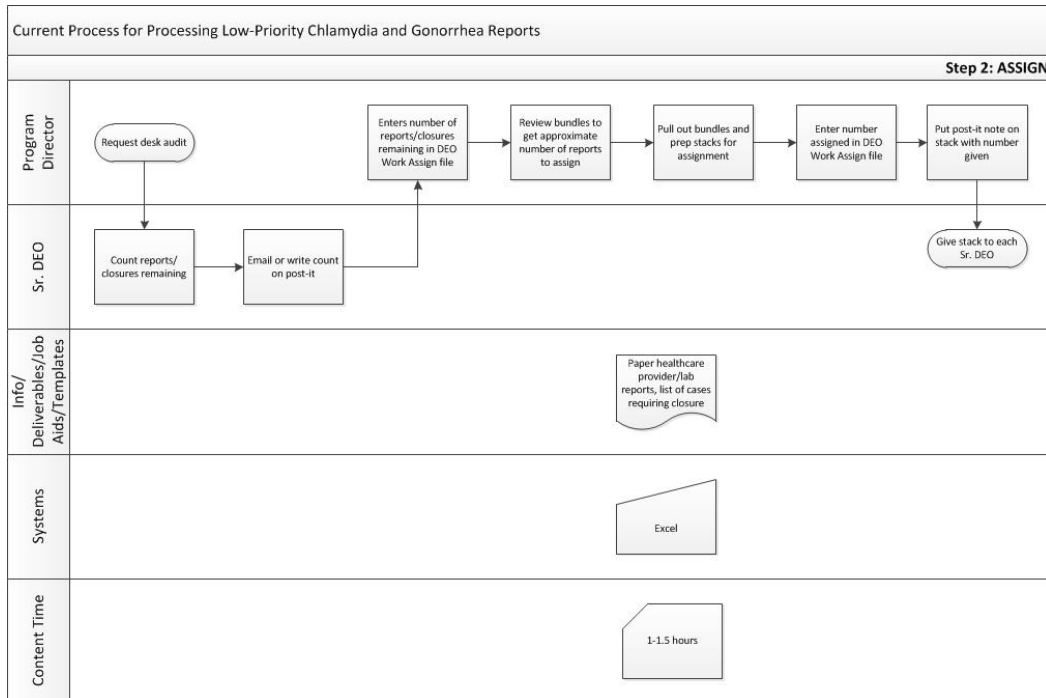 Current Process for Processing Low-Priority Chlamydia and Gonorrhea Reports
Step 2: ASSIGN
Program
Director
Request desk audit
Enters number of
reports/closures
remaining in DEO
Work Assign file
Review bundles to
get approximate
number of reports
to assign
Pull out bundles and
prep stacks for
assignment
Enter number
assigned in DEO
Work Assign file
Put post-it note on
stack with number
given
Sr. DEO
Count reports/
closures remaining
Email or write count
on post-it
Give stack to each
Sr. DEO
Info/
Deliverables/Job
Aids/Templates
Paper healthcare
provider/lab
reports, list of cases
requiring closure
Systems
Excel
Content Time
1-1.5 hours